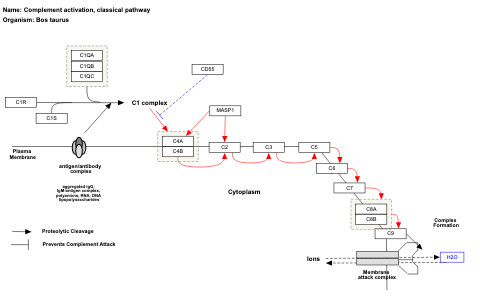 Name: Complement activation, classical pathway
Organism: Bos taurus
C1QA
C1QB
C1QC
CD55
C1R
C1 complex
C1S
MASP1
Plasma
Membrane
C4A
C4B
C2
C3
C5
antigen/antibody
complex
C6
aggregated IgG,
IgM-antigen complex,
polyanions, RNA, DNA
lipopolysaccharides
C7
Cytoplasm
C8A
C8B
Complex
Formation
C9
Proteolytic Cleavage
Prevents Complement Attack
Ions
H2O
Membrane
attack complex